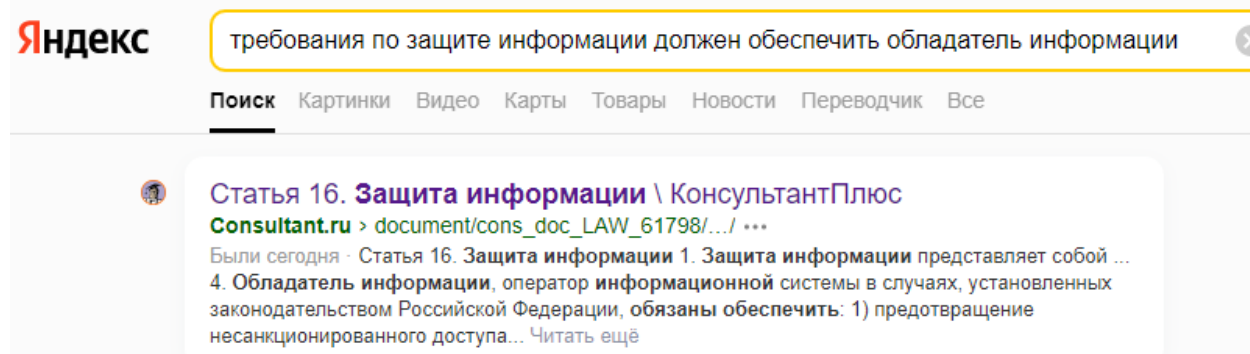 Яндекс
требования по защите информации должен обеспечить обладатель информации
Поиск Картинки Видео Карты Товары Новости Переводчик Все
Статья 16. Защита информации \ КонсультантПлюс
Consultant.ru › document/cons_doc_LAW_61798/.../ •••
Были сегодня · Статья 16. Защита информации 1. Защита информации представляет собой ...
4. Обладатель информации, оператор информационной системы в случаях, установленных
законодательством Российской Федерации, обязаны обеспечить: 1) предотвращение
несанкционированного доступа... Читать ещё